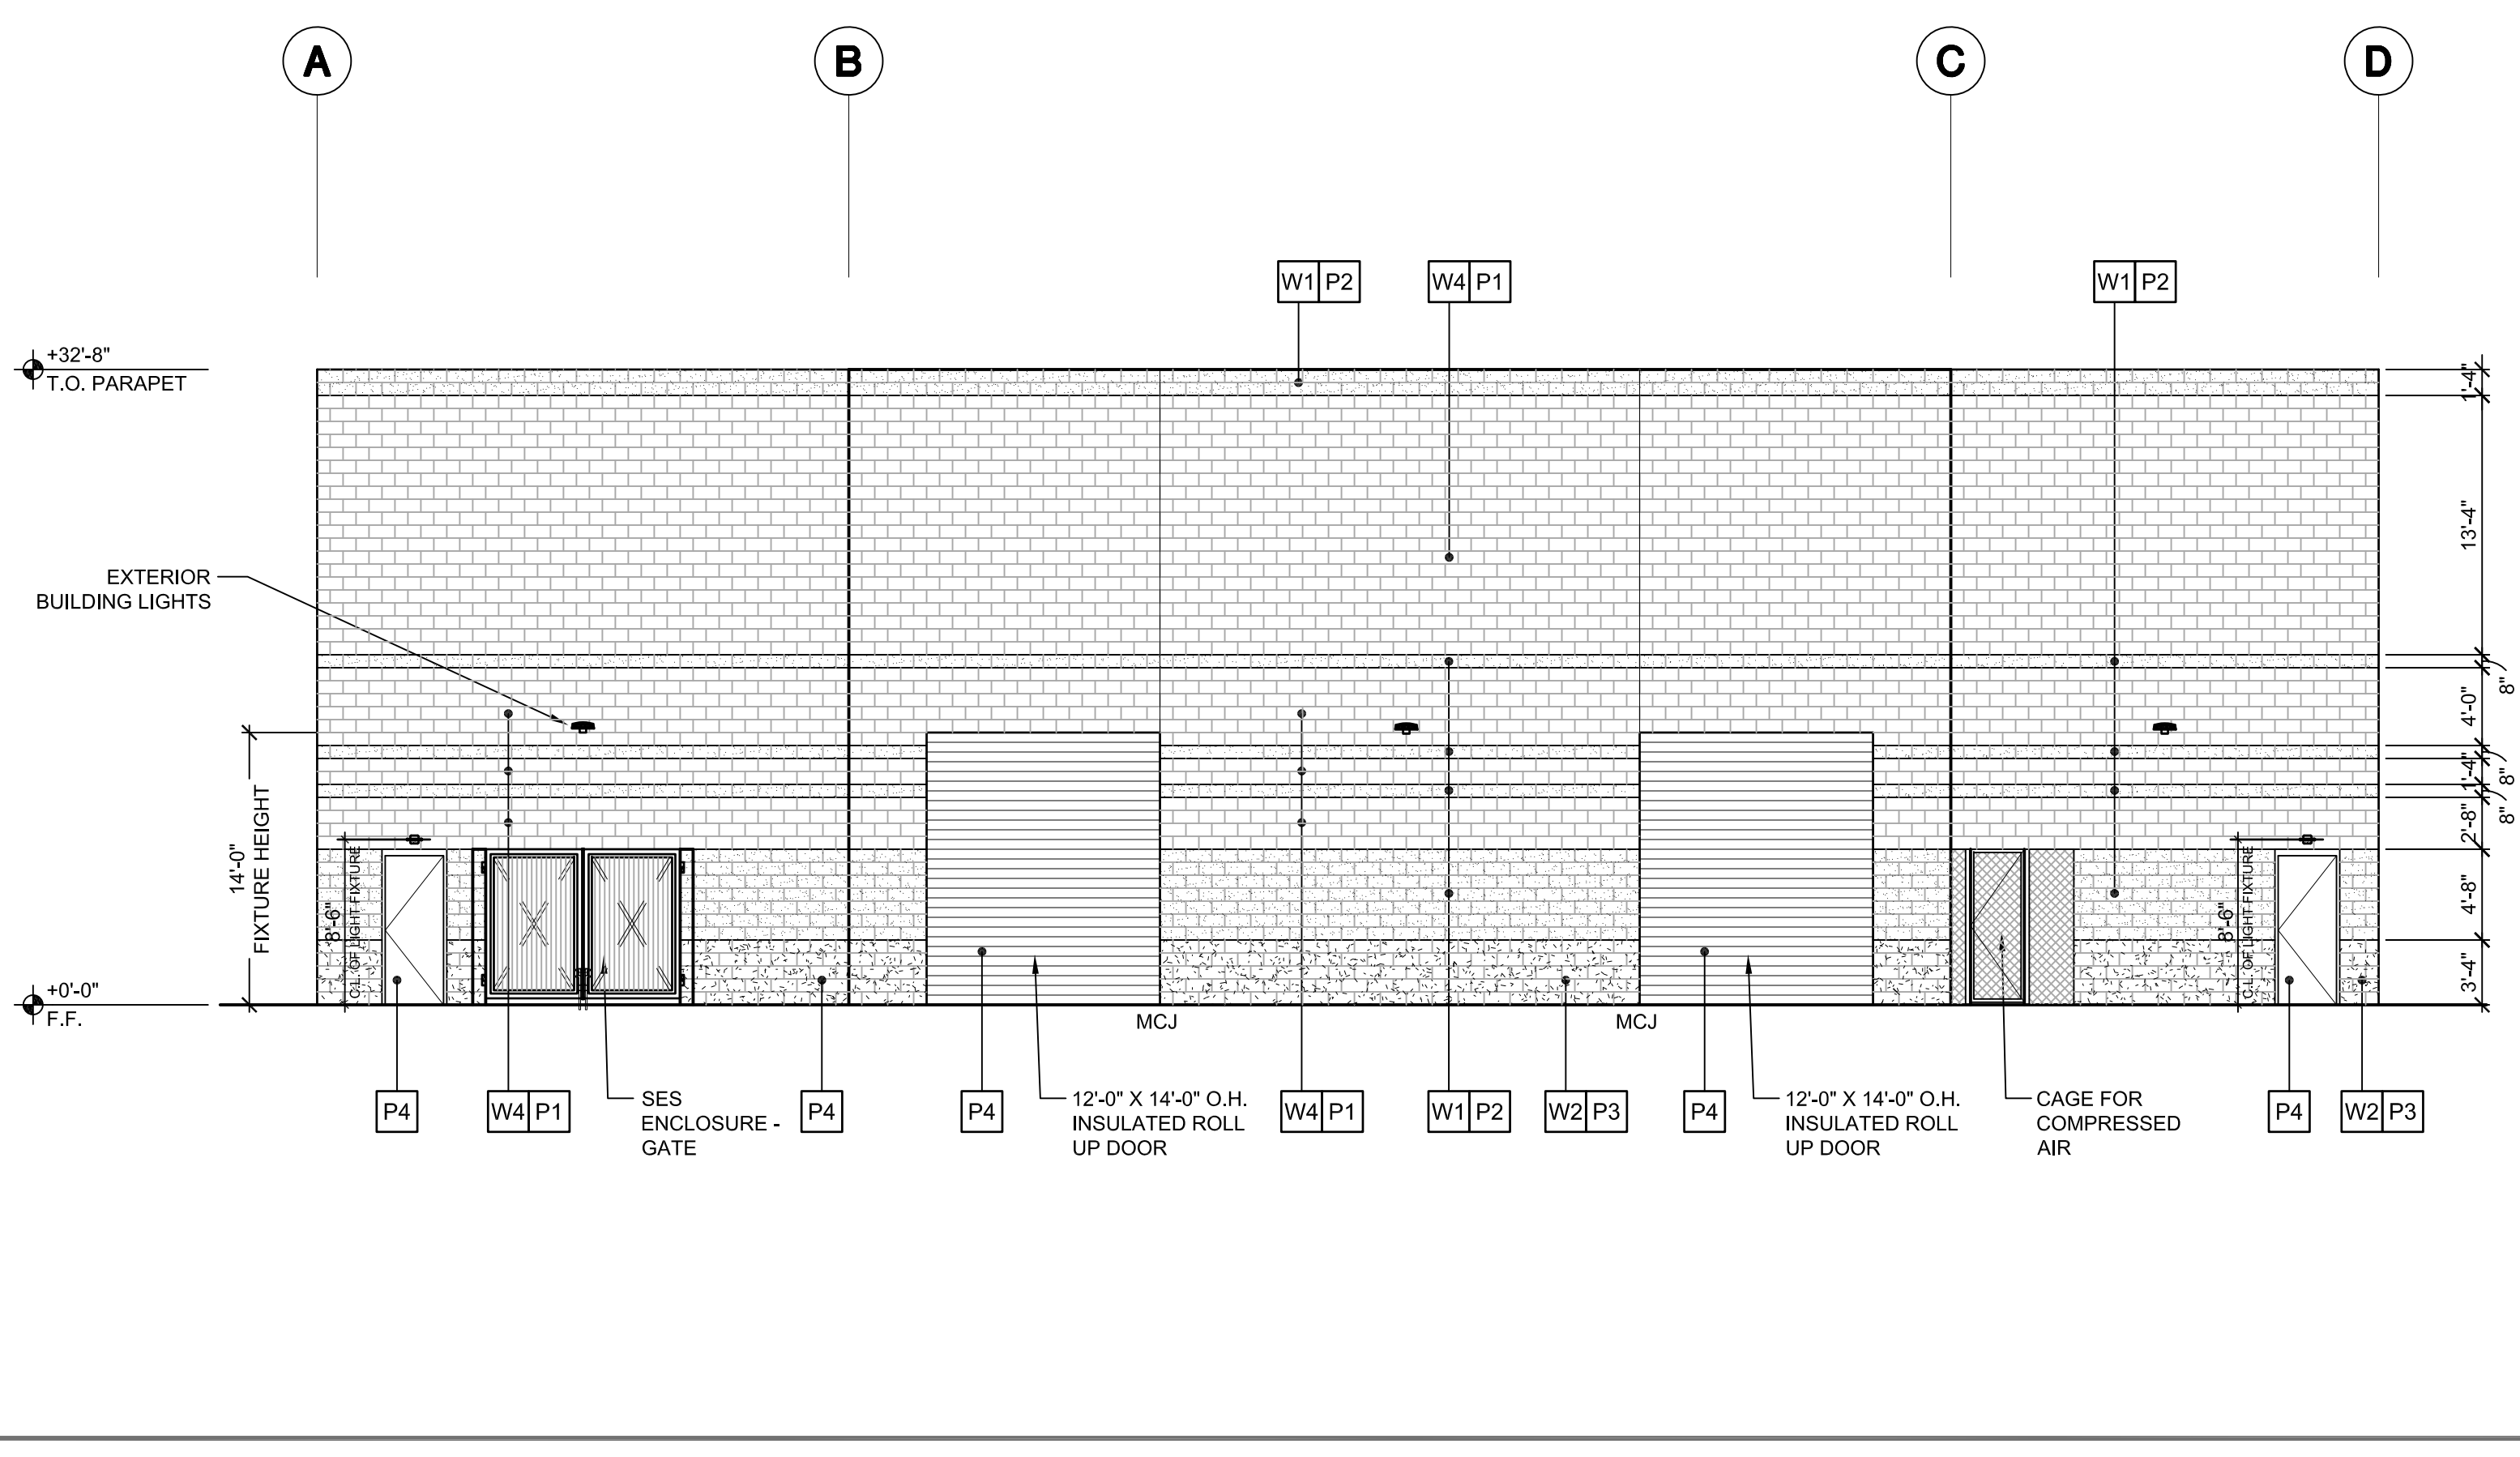 A
B
C
D
W1 P2
W4 P1
W1 P2
+32'-8"
T.O. PARAPET
1'-4"
13'-4"
EXTERIOR
BUILDING LIGHTS
8"
4'-0"
8"
1'-4"
8"
2'-8"
14'-0"
FIXTURE HEIGHT
8'-6"
C.L. OF LIGHT FIXTURE
8'-6"
C.L. OF LIGHT FIXTURE
4'-8"
3'-4"
+0'-0"
F.F.
MCJ
MCJ
P4
W4 P1
SES
ENCLOSURE -
GATE
P4
P4
12'-0" X 14'-0" O.H.
INSULATED ROLL
UP DOOR
W4 P1
W1 P2
W2 P3
P4
12'-0" X 14'-0" O.H.
INSULATED ROLL
UP DOOR
CAGE FOR
COMPRESSED
AIR
P4
W2 P3